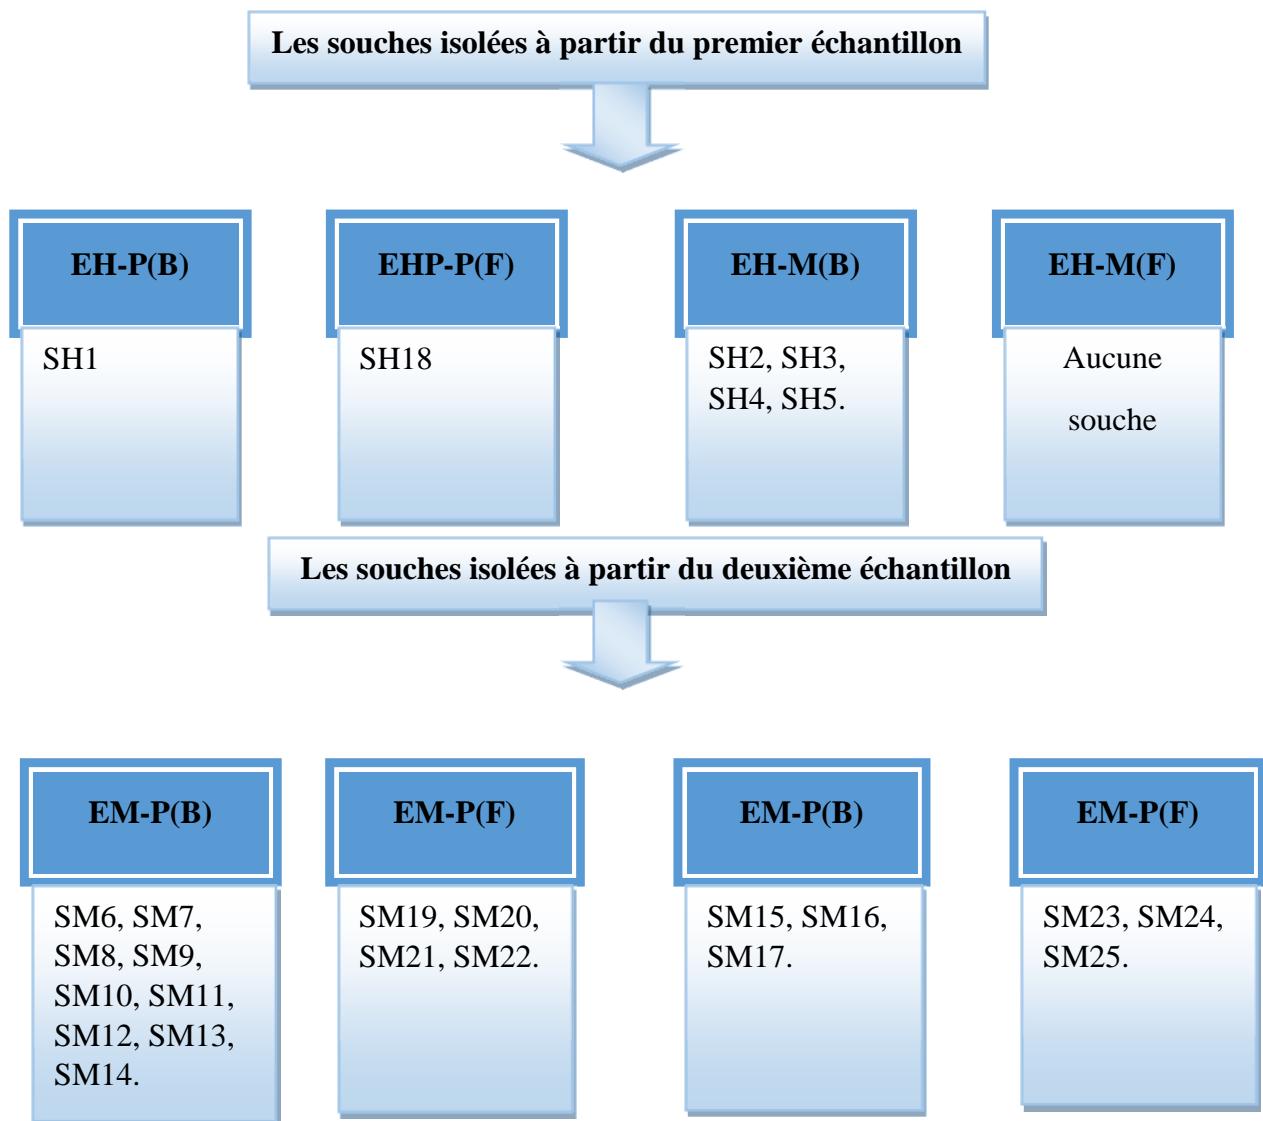 Les souches isolées à partir du premier échantillon
EH-P(B)
SH1
EHP-P(F)
SH18
EH-M(B)
SH2, SH3,
SH4, SH5.
EH-M(F)
Aucune
souche
Les souches isolées à partir du deuxième échantillon
EM-P(B)
SM6, SM7,
SM8, SM9,
SM10, SM11,
SM12, SM13,
SM14.
EM-P(F)
SM19, SM20,
SM21, SM22.
EM-P(B)
SM15, SM16,
SM17.
EM-P(F)
SM23, SM24,
SM25.